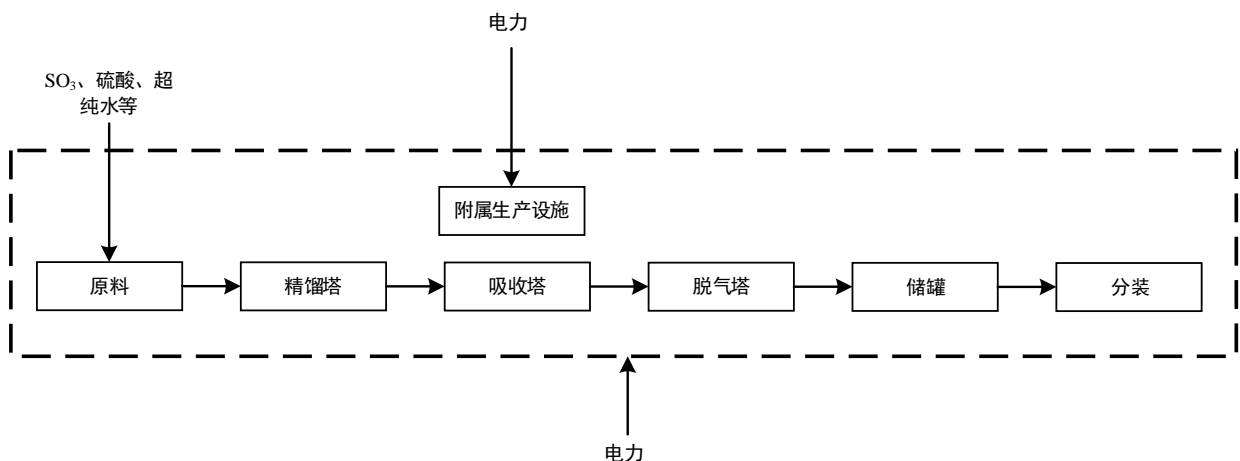 电力
SO₃、硫酸、超
纯水等
附属生产设施
原料
精馏塔
吸收塔
脱气塔
储罐
分装
电力